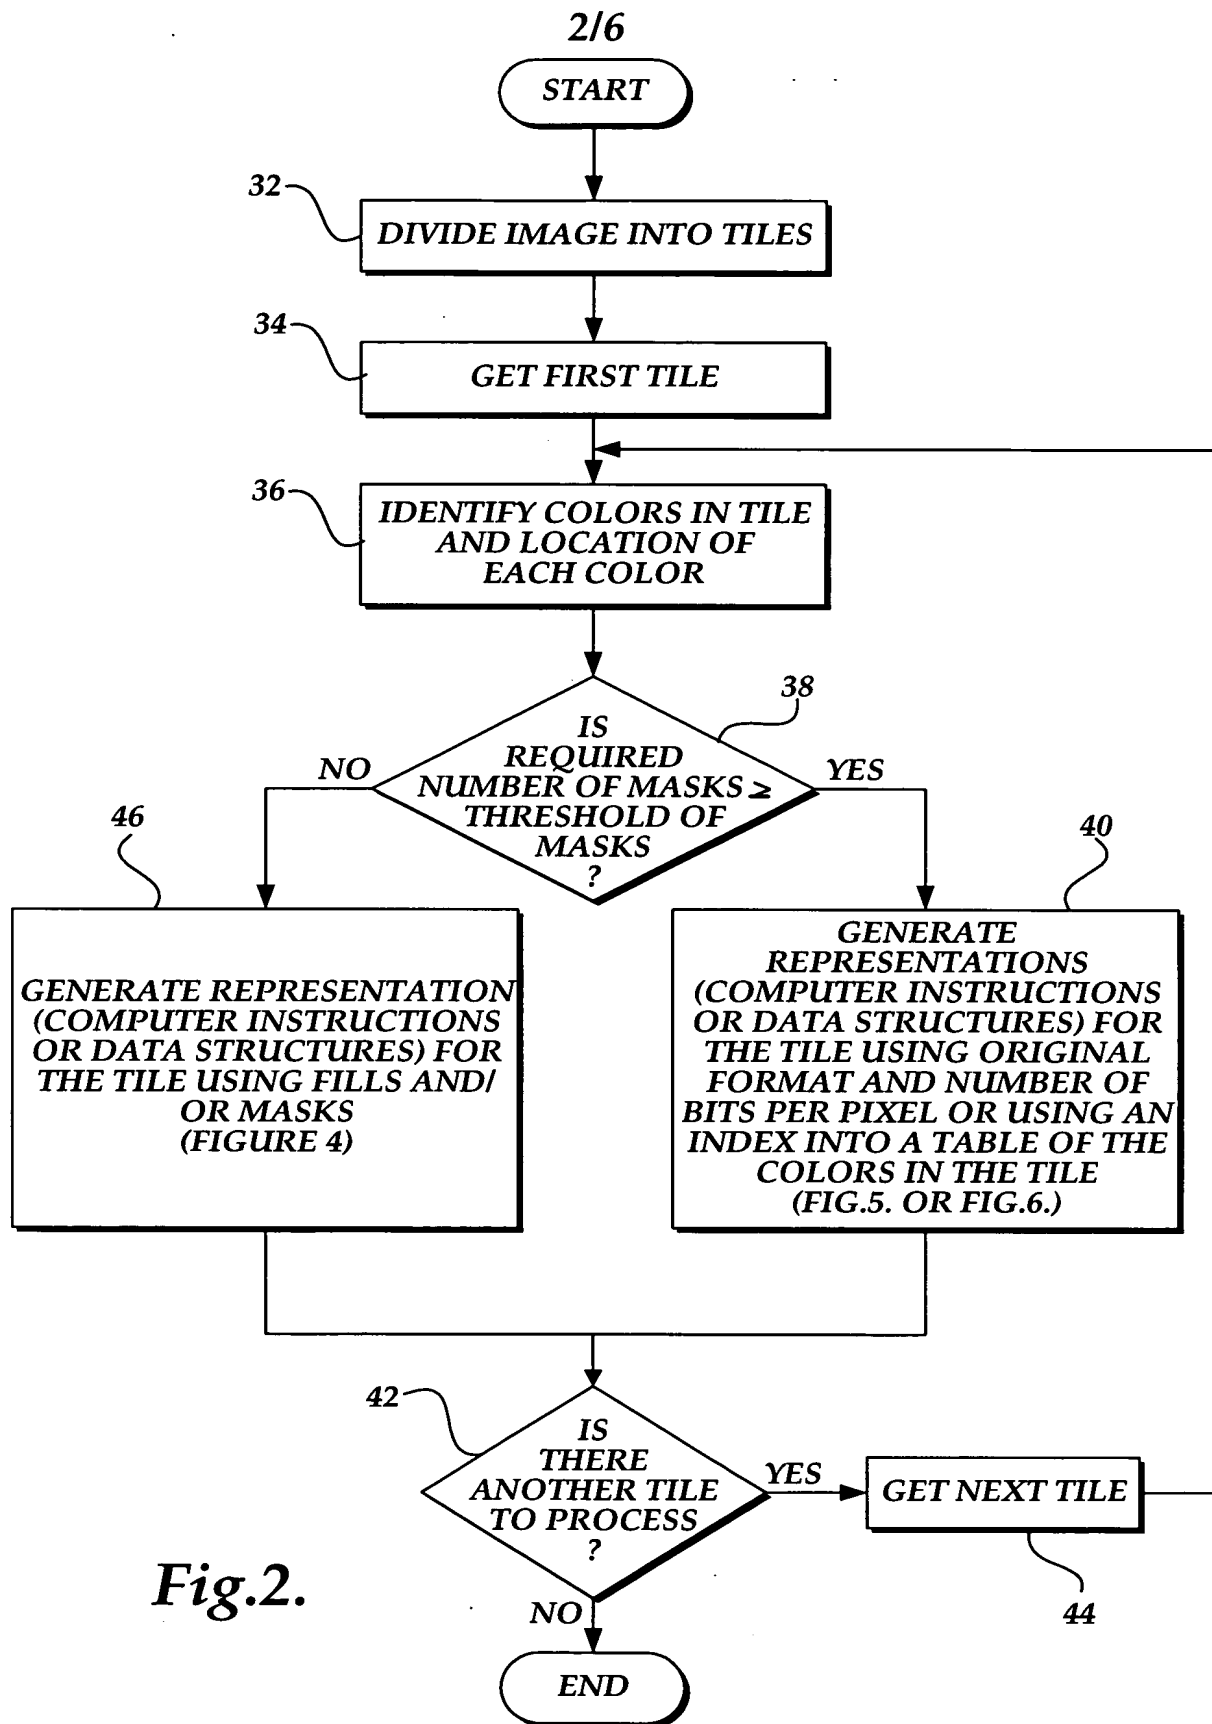 2/6
START
32
DIVIDE IMAGE INTO TILES
34
GET FIRST TILE
36
IDENTIFY COLORS IN TILE
AND LOCATION OF
EACH COLOR
38
IS
REQUIRED
NUMBER OF MASKS ≥
THRESHOLD OF
MASKS
?
NO
YES
46
GENERATE REPRESENTATION
(COMPUTER INSTRUCTIONS
OR DATA STRUCTURES) FOR
THE TILE USING FILLS AND/
OR MASKS
(FIGURE 4)
40
GENERATE
REPRESENTATIONS
(COMPUTER INSTRUCTIONS
OR DATA STRUCTURES) FOR
THE TILE USING ORIGINAL
FORMAT AND NUMBER OF
BITS PER PIXEL OR USING AN
INDEX INTO A TABLE OF THE
COLORS IN THE TILE
(FIG.5. OR FIG.6.)
42
IS
THERE
ANOTHER TILE
TO PROCESS
?
YES
GET NEXT TILE
44
NO
END
Fig.2.